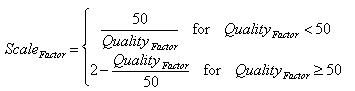 Scale_Factor = { 50/Quality_Factor for Quality_Factor < 50
2 − Quality_Factor/50 for Quality_Factor ≥ 50